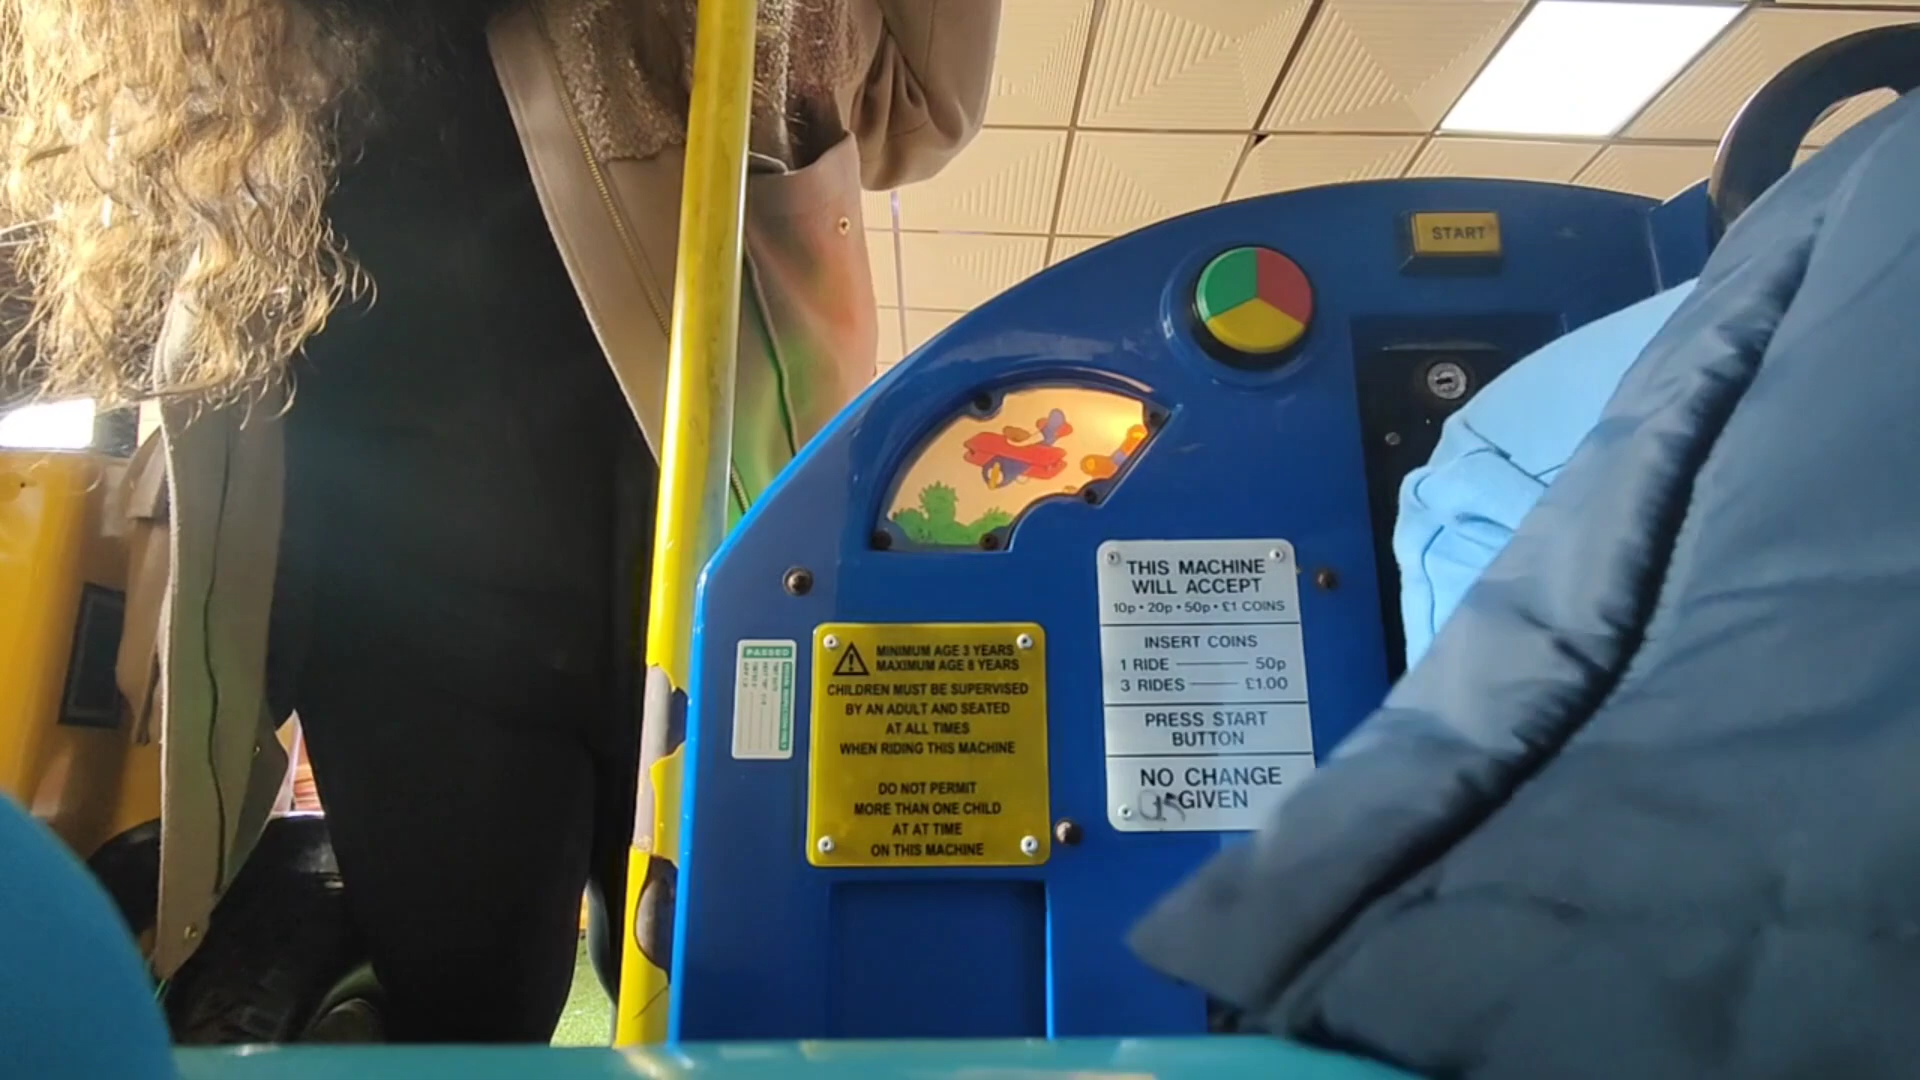 START
THIS MACHINE
WILL ACCEPT
10p • 20p • 50p • £1 COINS
INSERT COINS
1 RIDE 50p
3 RIDES £1.00
PRESS START
BUTTON
NO CHANGE
GIVEN
MINIMUM AGE 3 YEARS
MAXIMUM AGE 8 YEARS
CHILDREN MUST BE SUPERVISED
BY AN ADULT AND SEATED
AT ALL TIMES
WHEN RIDING THIS MACHINE
DO NOT PERMIT
MORE THAN ONE CHILD
AT AT TIME
ON THIS MACHINE
PASSED